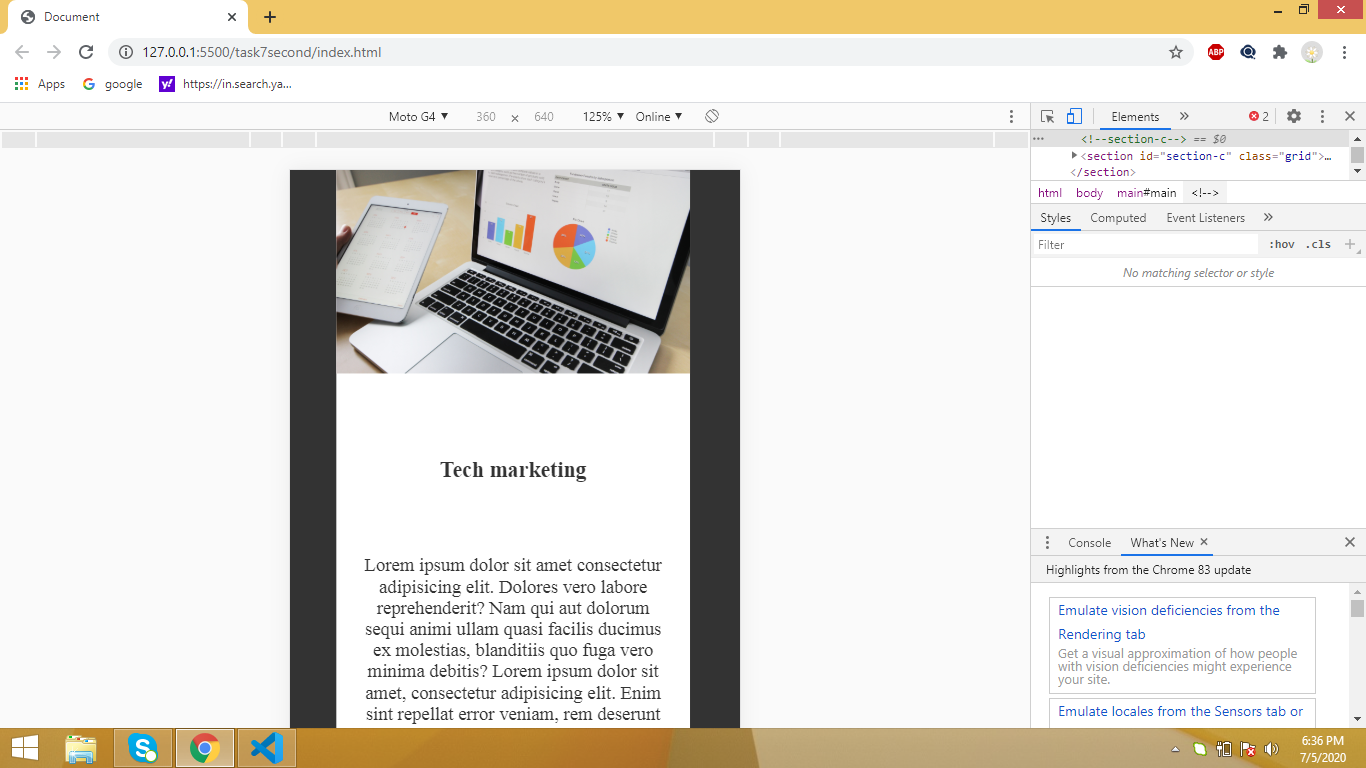 Document
127.0.0.1:5500/task7second/index.html
ABP
Apps google https://in.search.ya...
Moto G4 ▼ 360 × 640 125% ▼ Online ▼
Elements » 2
<!--section-c--> == $0
<section id="section-c" class="grid">…
</section>
html body main#main <!-->
Styles Computed Event Listeners »
Filter :hov .cls +
No matching selector or style
Tech marketing
Lorem ipsum dolor sit amet consectetur
adipisicing elit. Dolores vero labore
reprehenderit? Nam qui aut dolorum
sequi animi ullam quasi facilis ducimus
ex molestias, blanditiis quo fuga vero
minima debitis? Lorem ipsum dolor sit
amet, consectetur adipisicing elit. Enim
sint repellat error veniam, rem deserunt
Console What's New ×
Highlights from the Chrome 83 update
Emulate vision deficiencies from the
Rendering tab
Get a visual approximation of how people
with vision deficiencies might experience
your site.
Emulate locales from the Sensors tab or
6:36 PM
7/5/2020